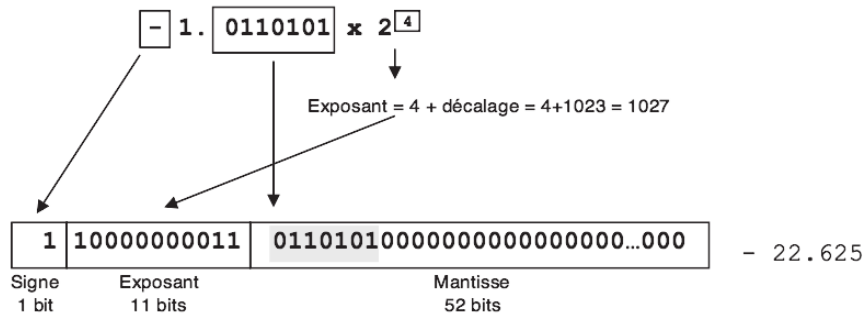 - 1. 0110101 x 2 4
Exposant = 4 + décalage = 4+1023 = 1027
1 10000000011 01101010000000000000000...000 - 22.625
Signe Exposant Mantisse
1 bit 11 bits 52 bits